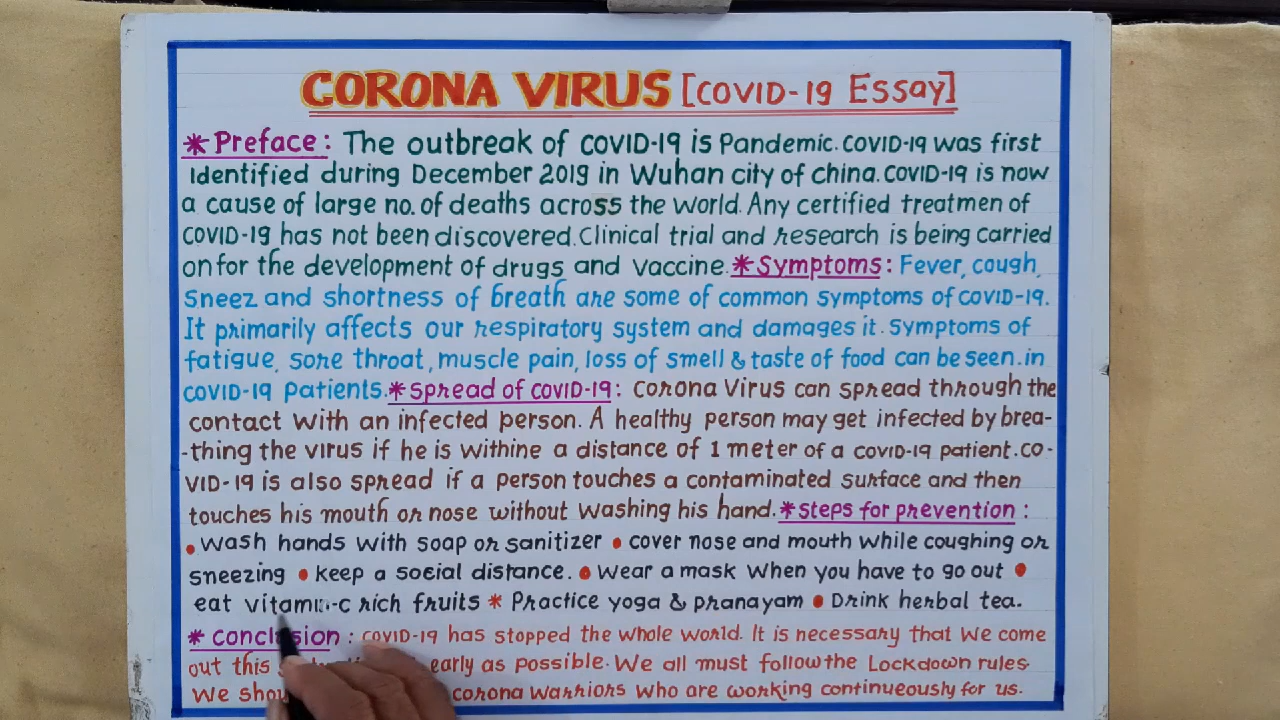 CORONA VIRUS [COVID-19 Essay]
* Preface: The outbreak of COVID-19 is Pandemic. COVID-19 was first
identified during December 2019 in Wuhan city of china. COVID-19 is now
a cause of large no. of deaths across the world. Any certified treatmen of
COVID-19 has not been discovered. Clinical trial and research is being carried
on for the development of drugs and vaccine. * Symptoms: Fever, cough,
Sneez and shortness of breath are some of common symptoms of COVID-19.
It primarily affects our respiratory system and damages it. Symptoms of
fatigue, sore throat, muscle pain, loss of smell & taste of food can be seen in
COVID-19 Patients. * Spread of COVID-19: Corona Virus can spread through the
contact with an infected person. A healthy person may get infected by brea-
-thing the virus if he is withine a distance of 1 meter of a COVID-19 patient. CO-
VID-19 is also spread if a person touches a contaminated surface and then
touches his mouth or nose without washing his hand. * Steps for prevention :
• Wash hands with soap or sanitizer • cover nose and mouth while coughing or
sneezing • keep a social distance. • Wear a mask when you have to go out •
eat vitamin-c rich fruits * Practice yoga & pranayam • Drink herbal tea.
* Conclusion : COVID-19 has stopped the whole world. It is necessary that we come
out this early as possible. We all must follow the Lockdown rules.
We corona warriors who are working continueously for us.